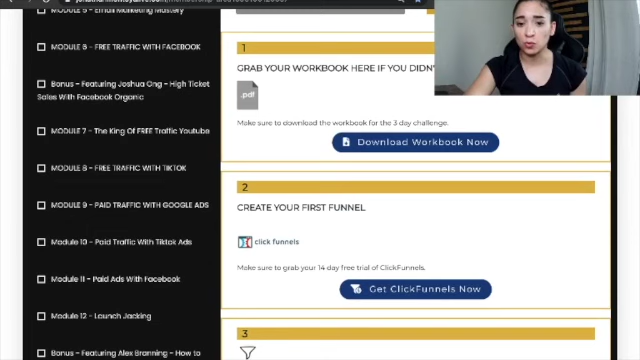 MODULE 5 - Email Marketing Mastery
MODULE 6 - FREE TRAFFIC WITH FACEBOOK
Bonus - Featuring Joshua Ong - High Ticket
Sales With Facebook Organic
MODULE 7 - The King Of FREE Traffic Youtube
MODULE 8 - FREE TRAFFIC WITH TIKTOK
MODULE 9 - PAID TRAFFIC WITH GOOGLE ADS
Module 10 - Paid Traffic With Tiktok Ads
Module 11 - Paid Ads With Facebook
Module 12 - Launch Jacking
Bonus - Featuring Alex Branning - How to
1
GRAB YOUR WORKBOOK HERE IF YOU DIDN'
.pdf
Make sure to download the workbook for the 3 day challenge.
Download Workbook Now
2
CREATE YOUR FIRST FUNNEL
click funnels
Make sure to grab your 14 day free trial of ClickFunnels.
Get ClickFunnels Now
3